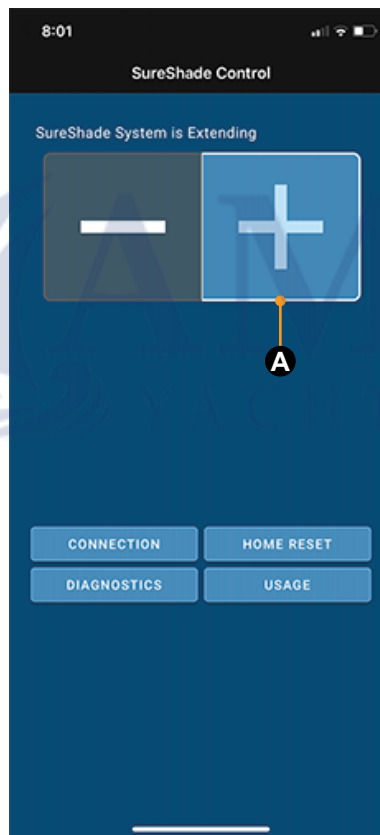 8:01
SureShade Control
SureShade System is Extending
A
CONNECTION
HOME RESET
DIAGNOSTICS
USAGE